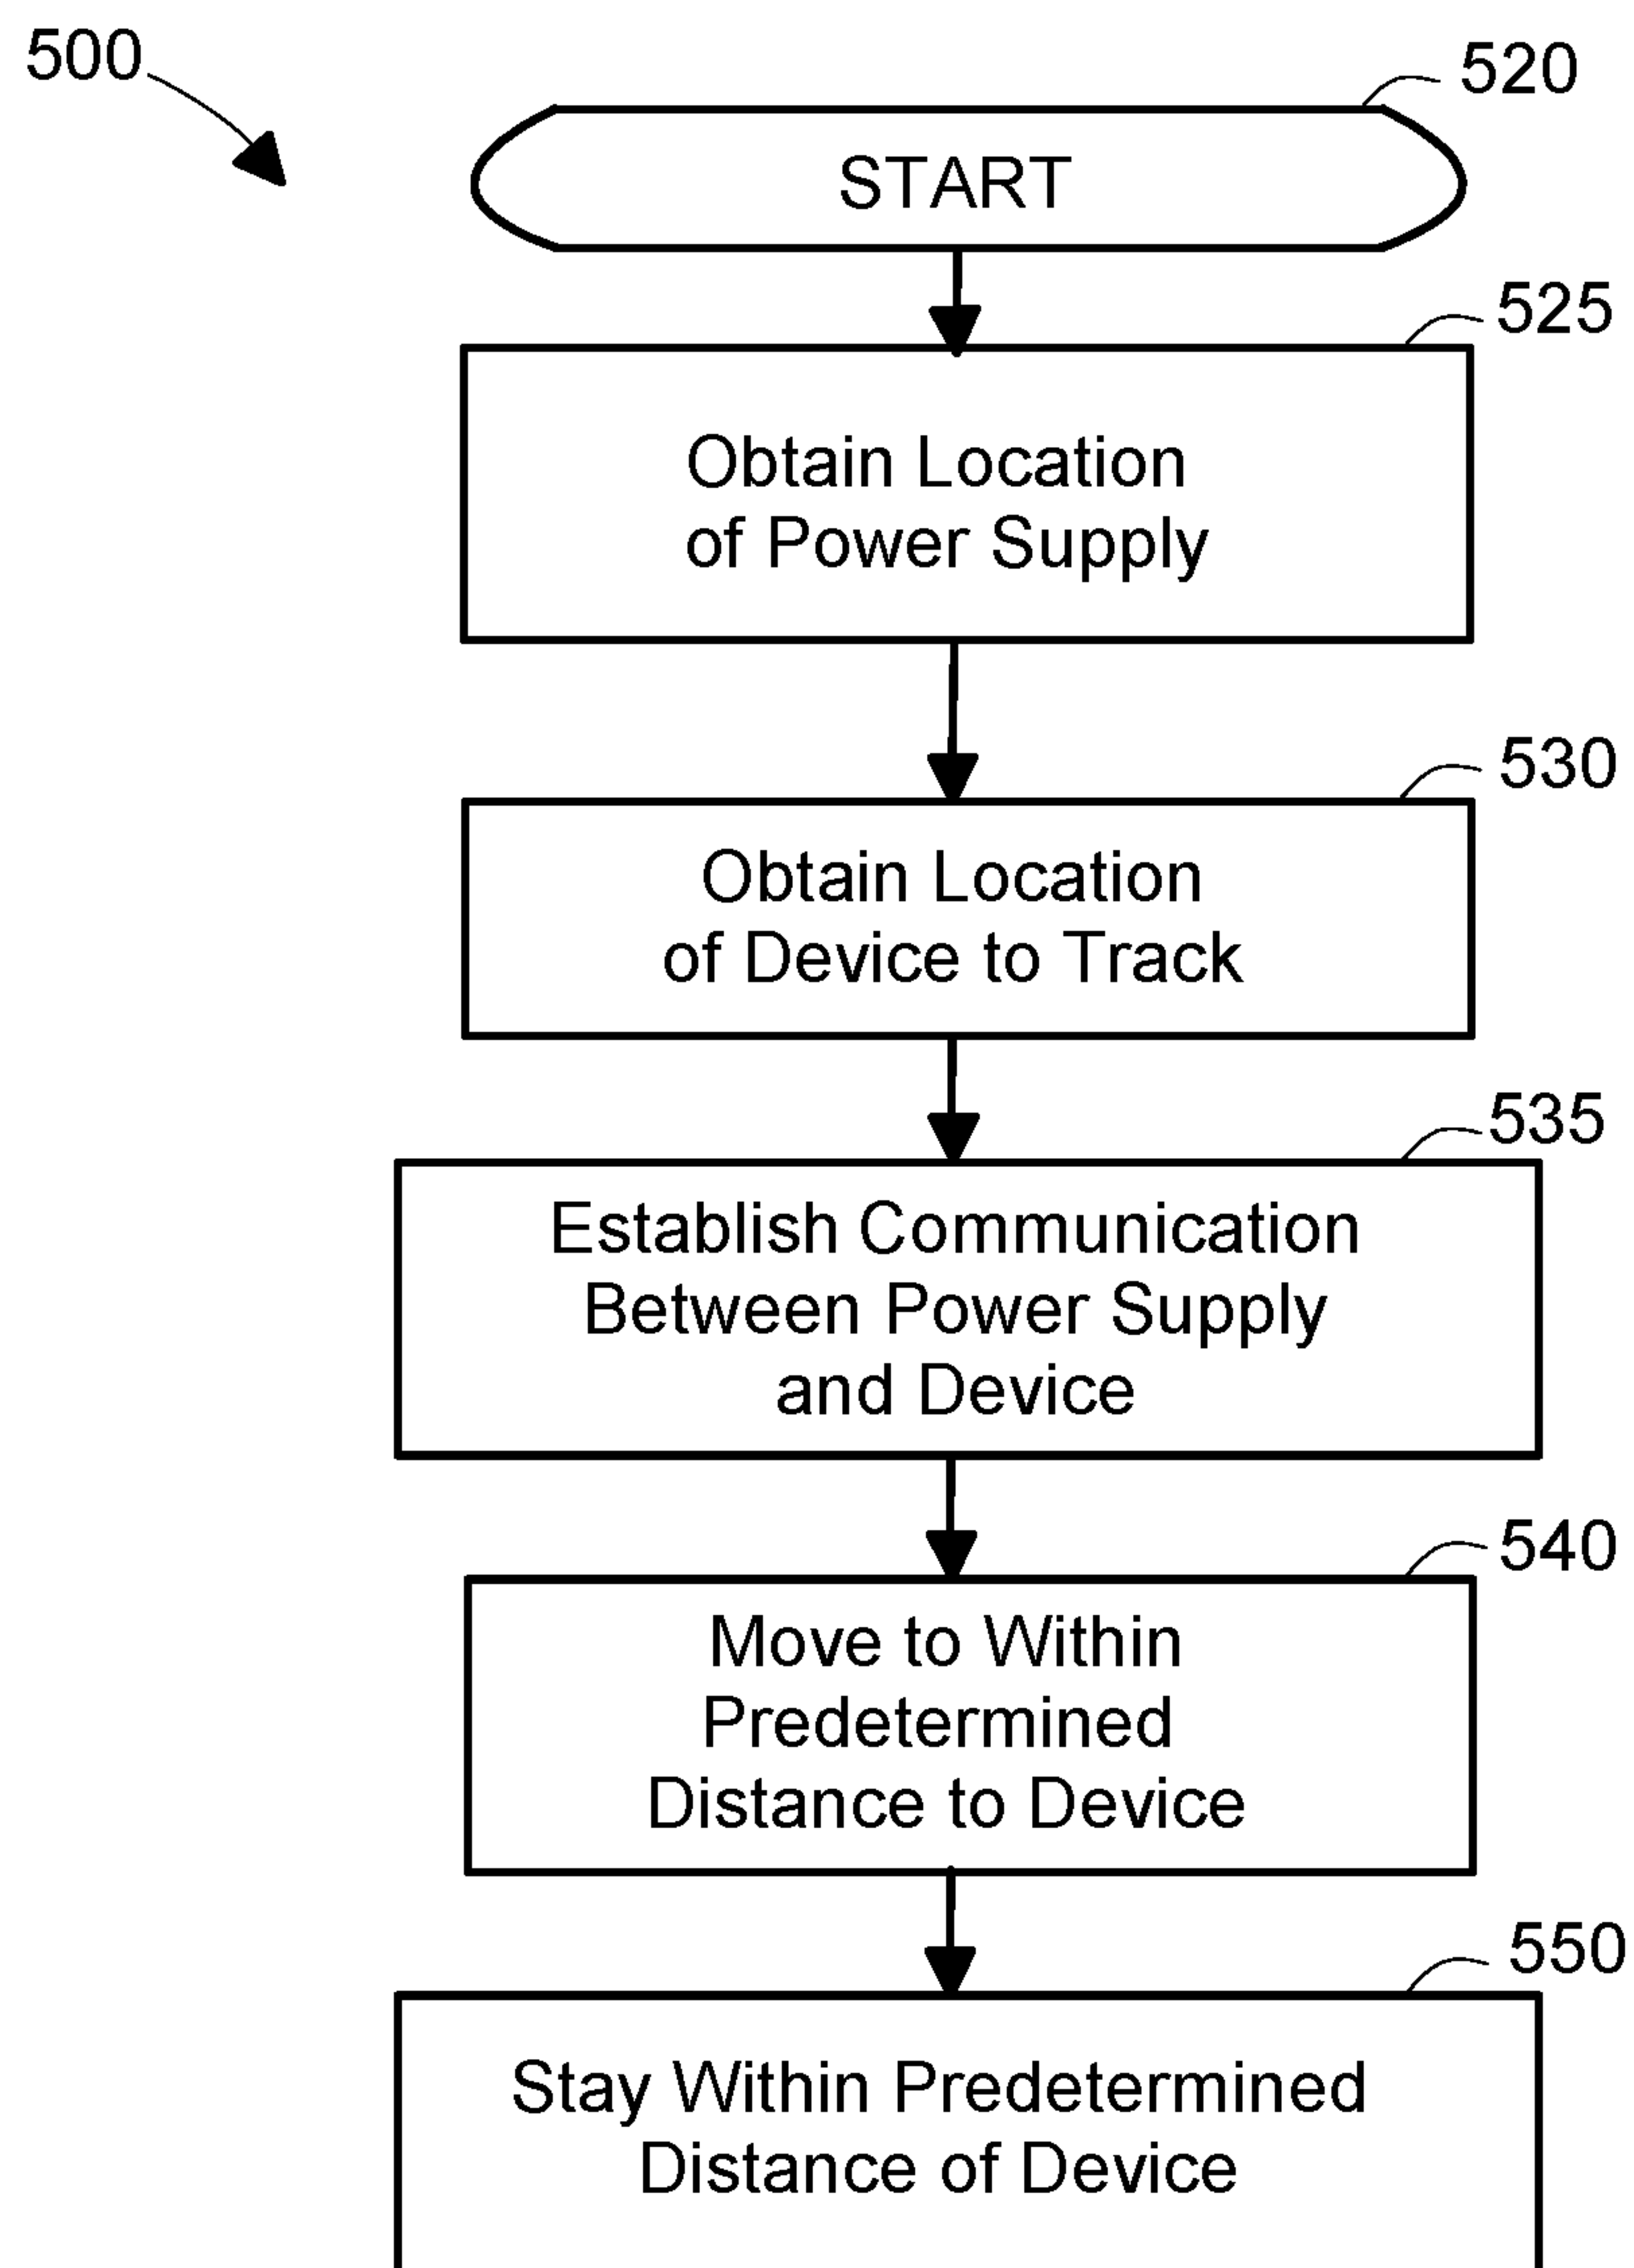 500
520
START
525
Obtain Location
of Power Supply
530
Obtain Location
of Device to Track
535
Establish Communication
Between Power Supply
and Device
540
Move to Within
Predetermined
Distance to Device
550
Stay Within Predetermined
Distance of Device